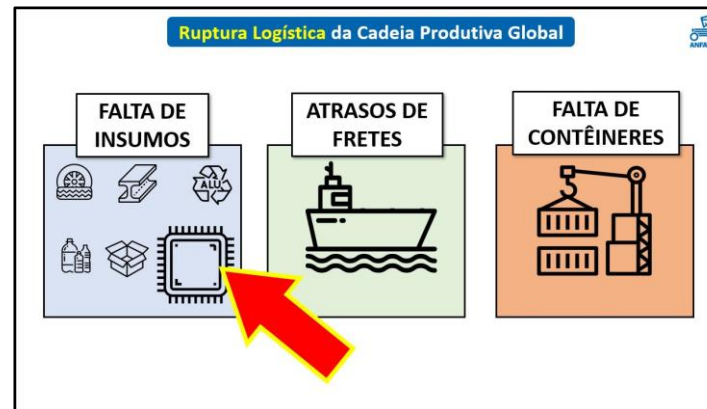 Ruptura Logística da Cadeia Produtiva Global
FALTA DE
INSUMOS
ATRASOS DE
FRETES
FALTA DE
CONTÊINERES
ALU